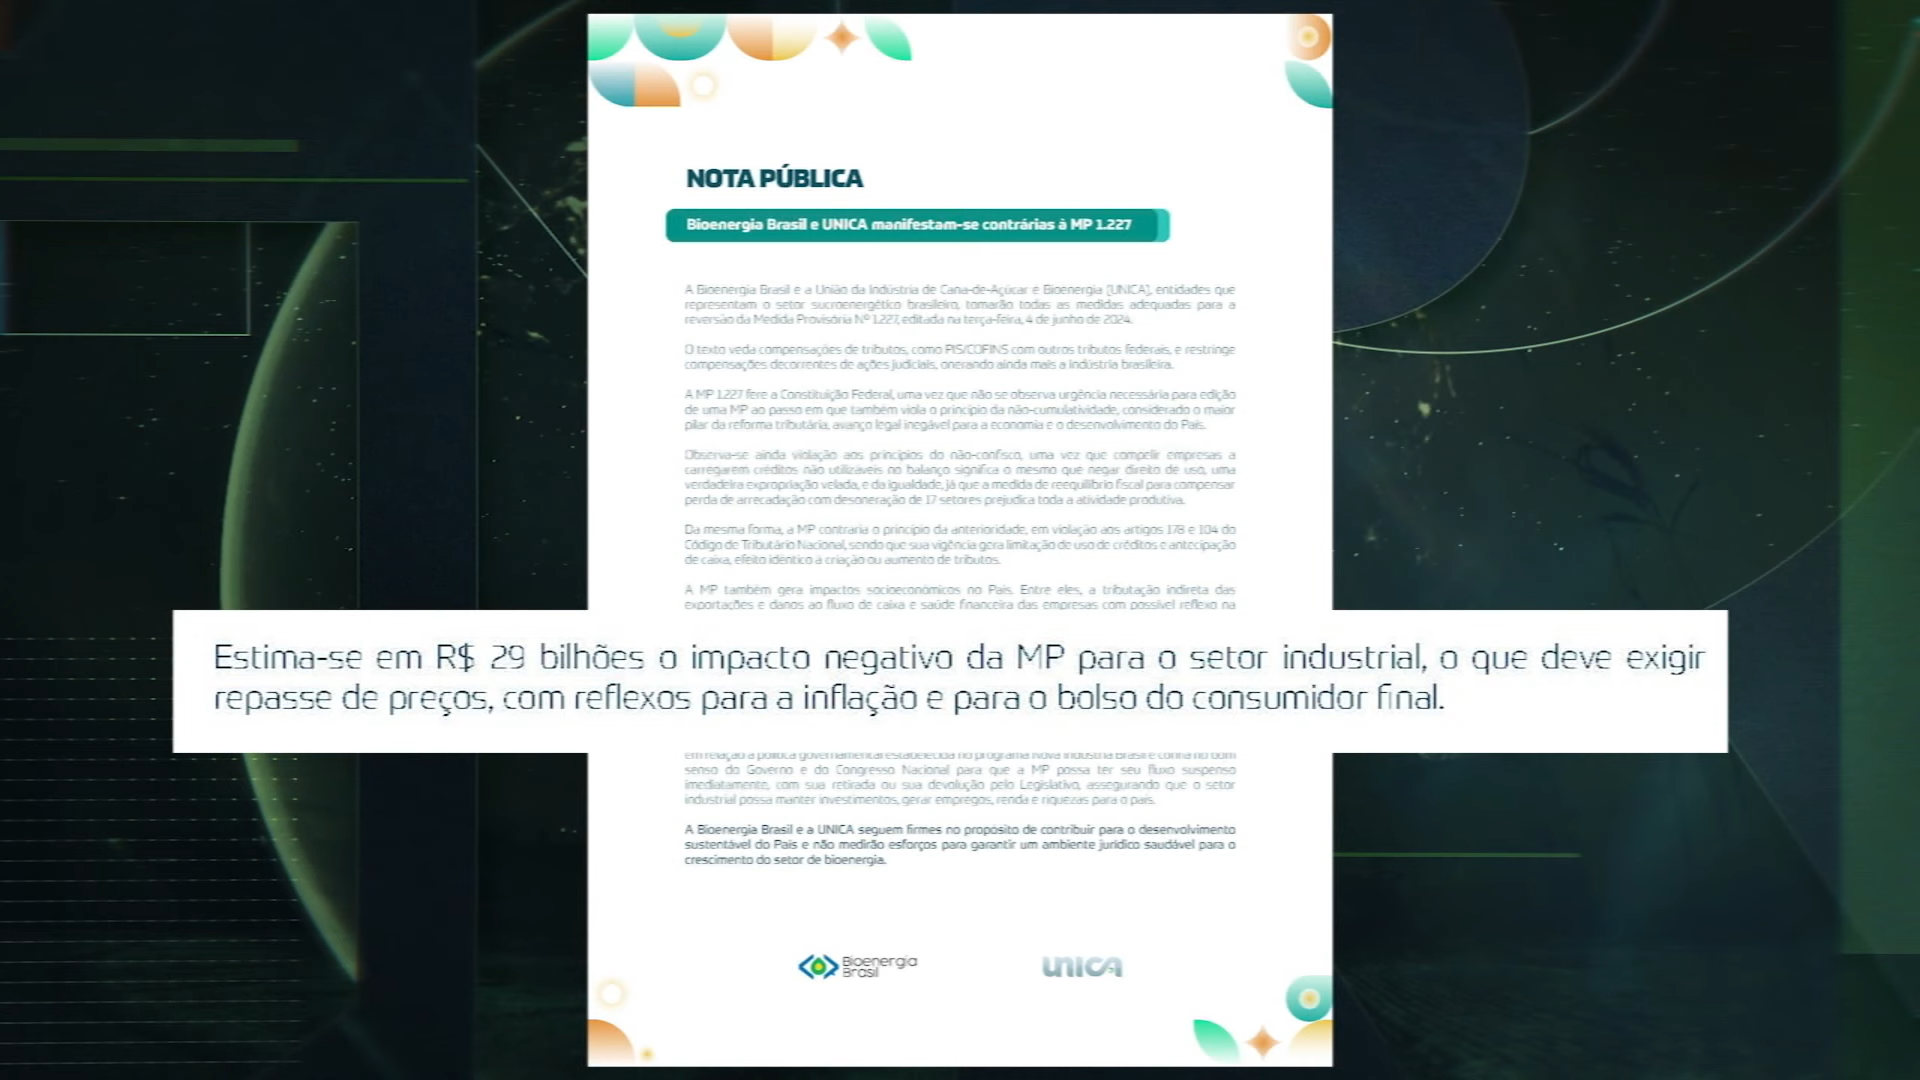 NOTA PÚBLICA
Bioenergia Brasil e UNICA manifestam-se contrárias à MP 1.227
A Bioenergia Brasil e a União da Indústria de Cana-de-Açúcar e Bioenergia (UNICA), entidades que
representam o setor sucroenergético brasileiro, tomarão todas as medidas adequadas para a
reversão da Medida Provisória Nº 1.227, editada na terça-feira, 4 de junho de 2024.
O texto veda compensações de tributos, como PIS/COFINS com outros tributos federais, e restringe
compensações decorrentes de ações judiciais, onerando ainda mais a indústria brasileira.
A MP 1.227 fere a Constituição Federal, uma vez que não se observa urgência necessária para edição
de uma MP ao passo em que também viola o princípio da não-cumulatividade, considerado o maior
pilar da reforma tributária, avanço legal inegável para a economia e o desenvolvimento do País.
Observa-se ainda violação aos princípios do não-confisco, uma vez que compelir empresas a
carregarem créditos não utilizáveis no balanço significa o mesmo que negar direito de uso, uma
verdadeira expropriação velada, e da igualdade, já que a medida de reequilíbrio fiscal para compensar
perda de arrecadação com desoneração de 17 setores prejudica toda a atividade produtiva.
Da mesma forma, a MP contraria o princípio da anterioridade, em violação aos artigos 178 e 104 do
Código de Tributário Nacional, sendo que sua vigência gera limitação de uso de créditos e antecipação
de caixa, efeito idêntico à criação ou aumento de tributos.
A MP também gera impactos socioeconômicos no País. Entre eles, a tributação indireta das
exportações e danos ao fluxo de caixa e saúde financeira das empresas com possível reflexo na
Estima-se em R$ 29 bilhões o impacto negativo da MP para o setor industrial, o que deve exigir
repasse de preços, com reflexos para a inflação e para o bolso do consumidor final.
em relação à política governamental estabelecida no programa Nova Indústria Brasil e confia no bom
senso do Governo e do Congresso Nacional para que a MP possa ter seu fluxo suspenso
imediatamente, com sua retirada ou sua devolução pelo Legislativo, assegurando que o setor
industrial possa manter investimentos, gerar empregos, renda e riquezas para o país.
A Bioenergia Brasil e a UNICA seguem firmes no propósito de contribuir para o desenvolvimento
sustentável do País e não medirão esforços para garantir um ambiente jurídico saudável para o
crescimento do setor de bioenergia.
Bioenergia
Brasil
UNICA